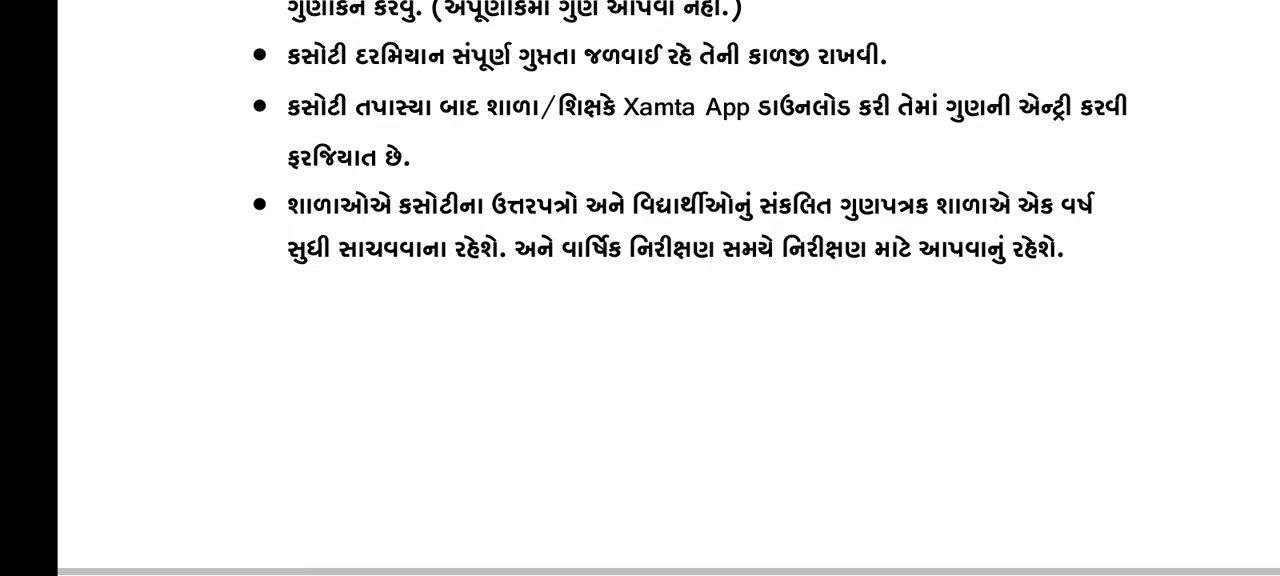 ગુણાંકન કરવું. (અપૂર્ણાંકમાં ગુણ આપવા નહીં.)
• કસોટી દરમિયાન સંપૂર્ણ ગુપ્તતા જળવાઈ રહે તેની કાળજી રાખવી.
• કસોટી તપાસ્યા બાદ શાળા/શિક્ષકે Xamta App ડાઉનલોડ કરી તેમાં ગુણની એન્ટ્રી કરવી
ફરજિયાત છે.
• શાળાઓએ કસોટીના ઉત્તરપત્રો અને વિદ્યાર્થીઓનું સંકલિત ગુણપત્રક શાળાએ એક વર્ષ
સુધી સાચવવાના રહેશે. અને વાર્ષિક નિરીક્ષણ સમયે નિરીક્ષણ માટે આપવાનું રહેશે.